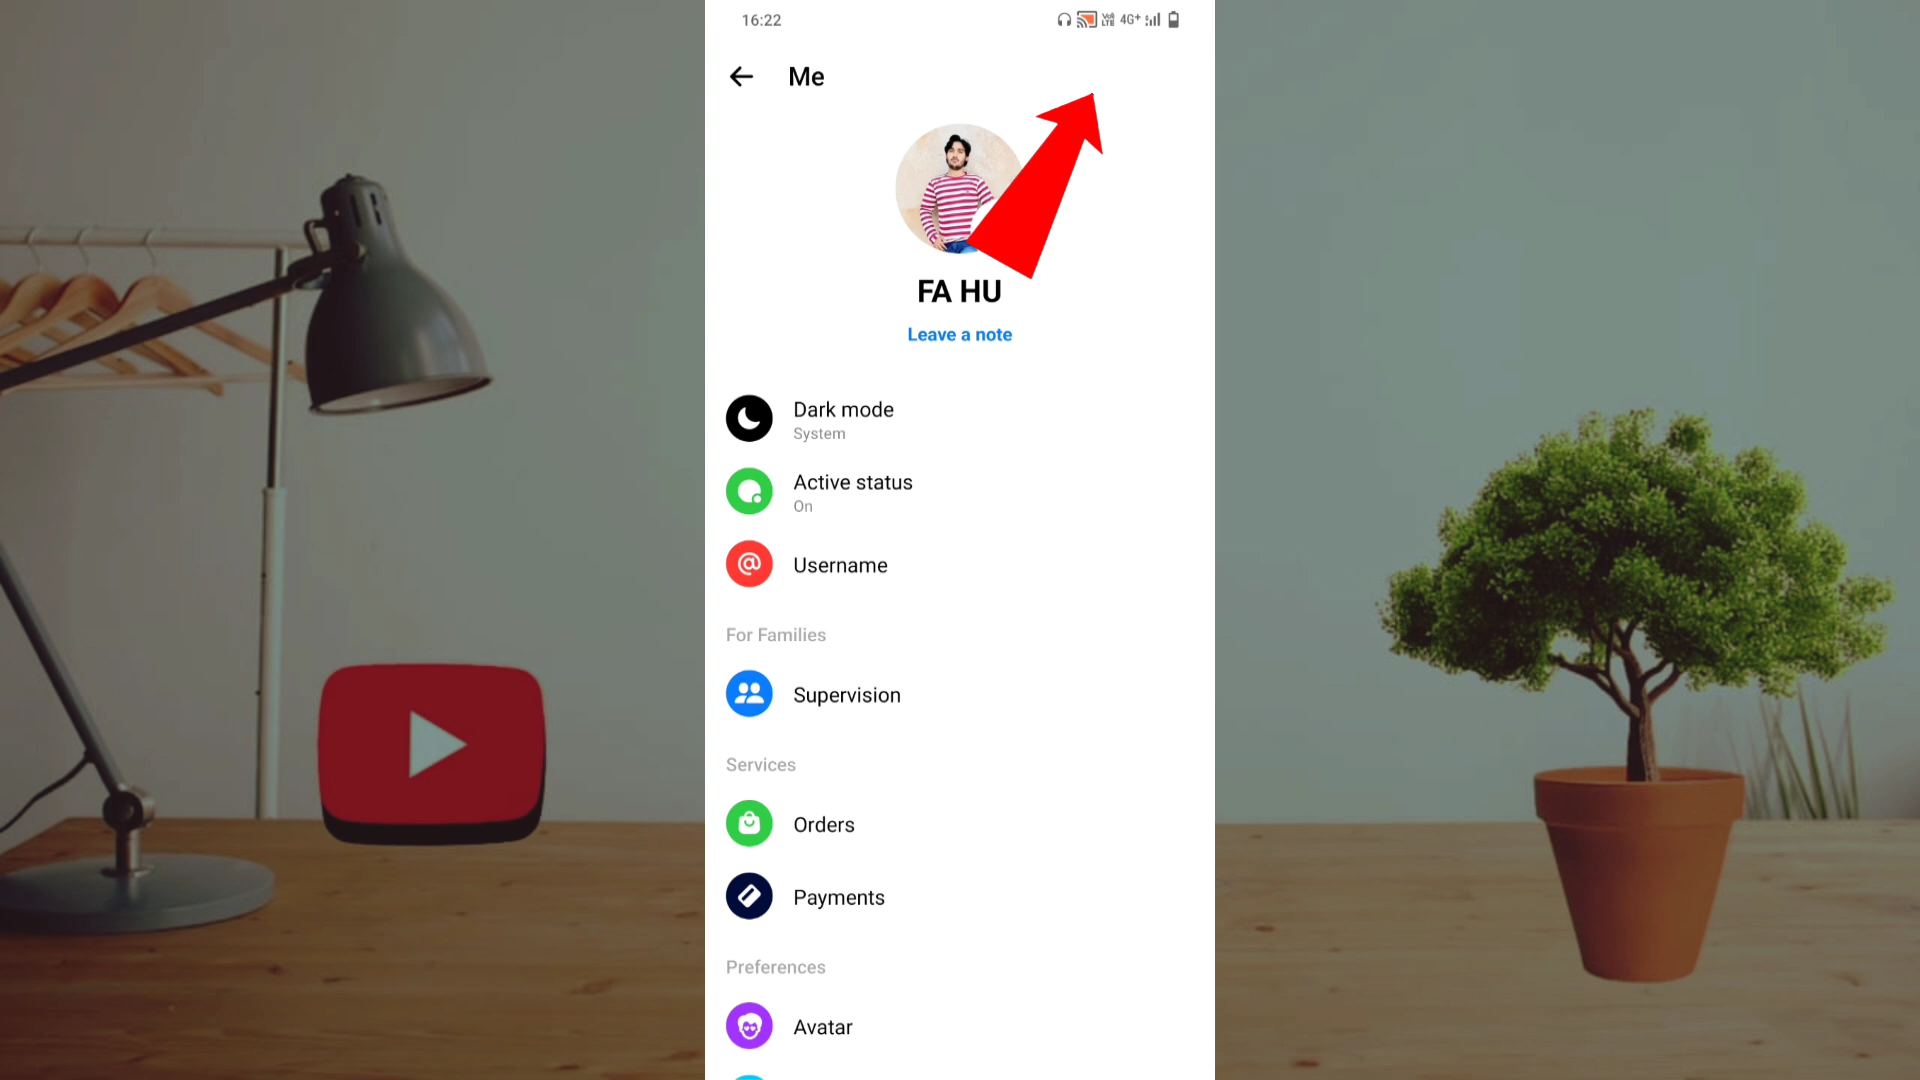 16:22
4G+
Me
FA HU
Leave a note
Dark mode
System
Active status
On
Username
For Families
Supervision
Services
Orders
Payments
Preferences
Avatar